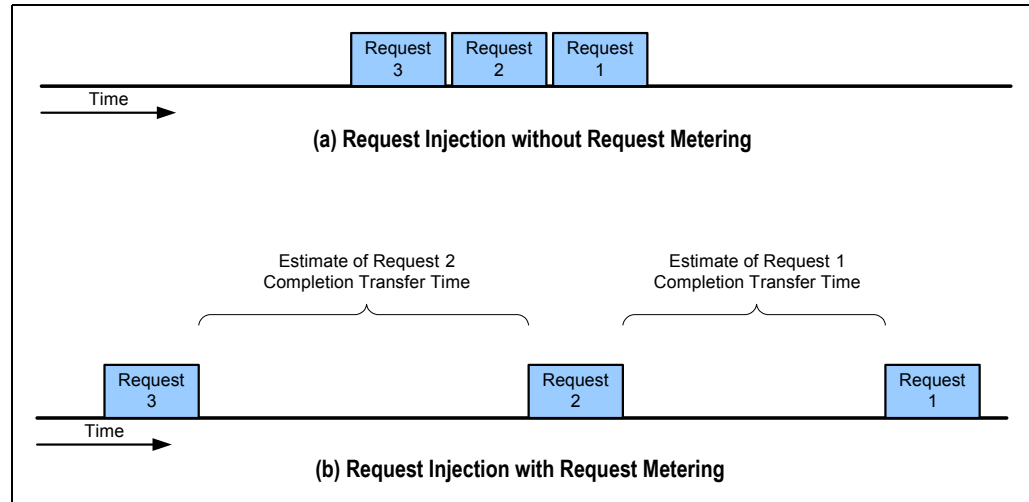 Request
3
Request
2
Request
1
Time
(a) Request Injection without Request Metering
Estimate of Request 2
Completion Transfer Time
Estimate of Request 1
Completion Transfer Time
Request
3
Request
2
Request
1
Time
(b) Request Injection with Request Metering